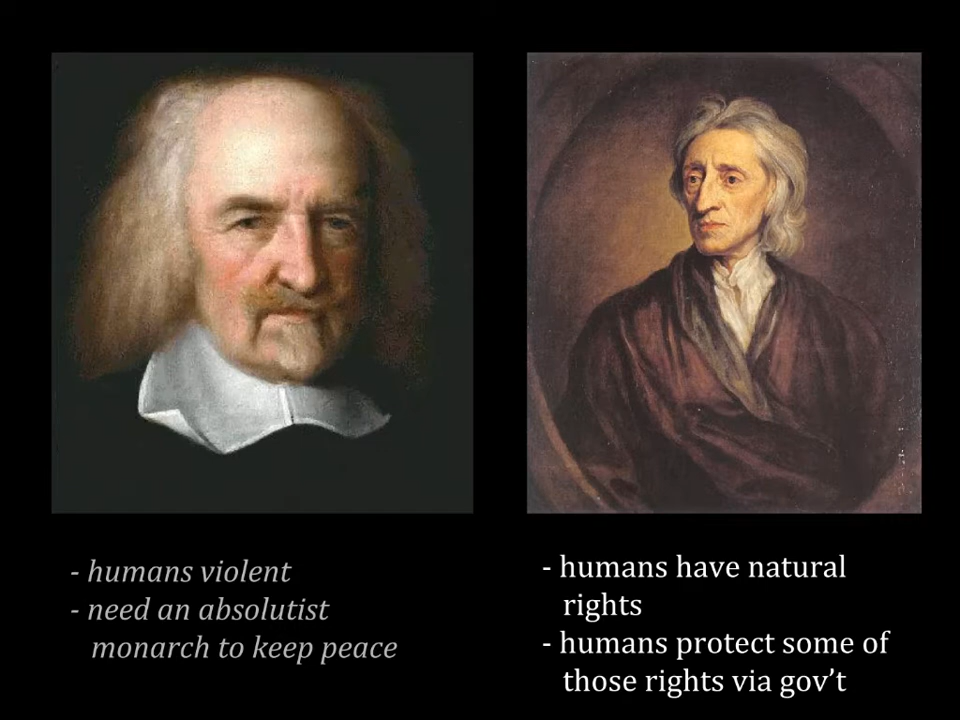 - humans violent
- need an absolutist
monarch to keep peace
- humans have natural
rights
- humans protect some of
those rights via gov’t